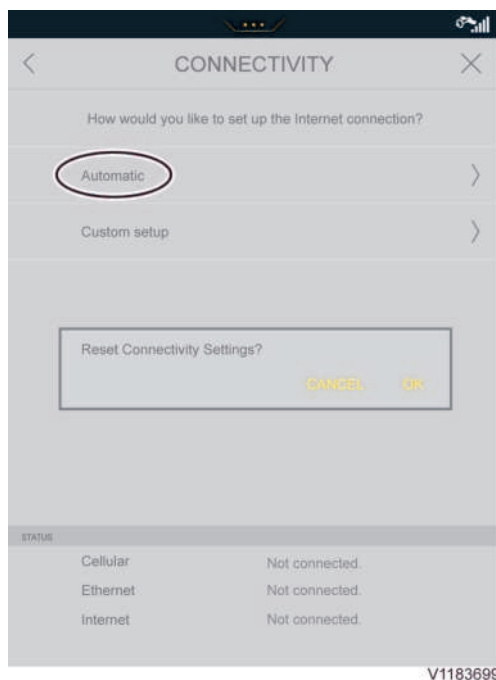 CONNECTIVITY
How would you like to set up the Internet connection?
Automatic
Custom setup
Reset Connectivity Settings?
CANCEL OK
STATUS
Cellular Not connected.
Ethernet Not connected.
Internet Not connected.
V1183699